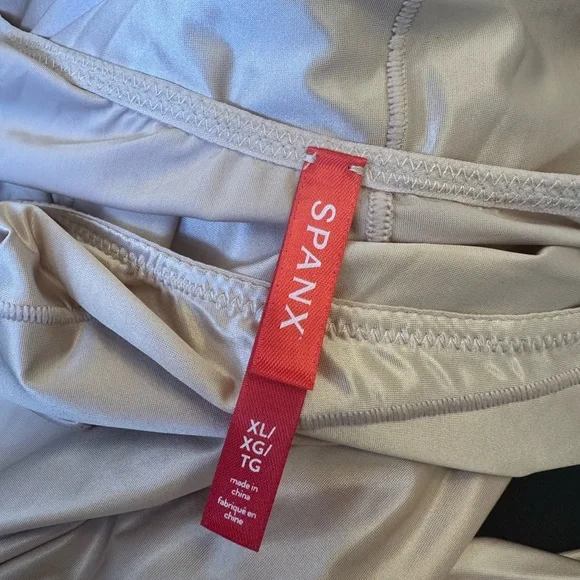 SPANX
XL/
XG/
TG
made in
china
fabriqué en
chine